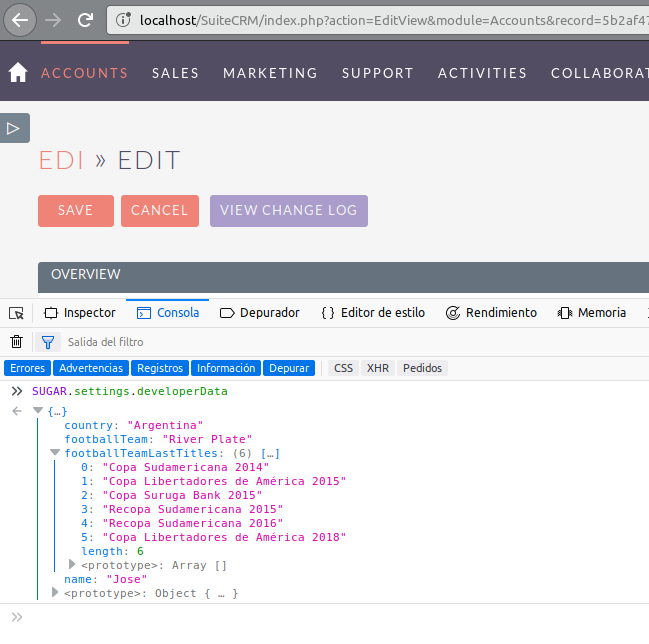 localhost/SuiteCRM/index.php?action=EditView&module=Accounts&record=5b2af47
ACCOUNTS SALES MARKETING SUPPORT ACTIVITIES COLLABORAT
EDI » EDIT
SAVE CANCEL VIEW CHANGE LOG
OVERVIEW
Inspector Consola Depurador { } Editor de estilo Rendimiento Memoria
Salida del filtro
Errores Advertencias Registros Información Depurar CSS XHR Pedidos
» SUGAR.settings.developerData
{…}
country: "Argentina"
footballTeam: "River Plate"
footballTeamLastTitles: (6) […]
0: "Copa Sudamericana 2014"
1: "Copa Libertadores de América 2015"
2: "Copa Suruga Bank 2015"
3: "Recopa Sudamericana 2015"
4: "Recopa Sudamericana 2016"
5: "Copa Libertadores de América 2018"
length: 6
<prototype>: Array []
name: "Jose"
<prototype>: Object { … }
»